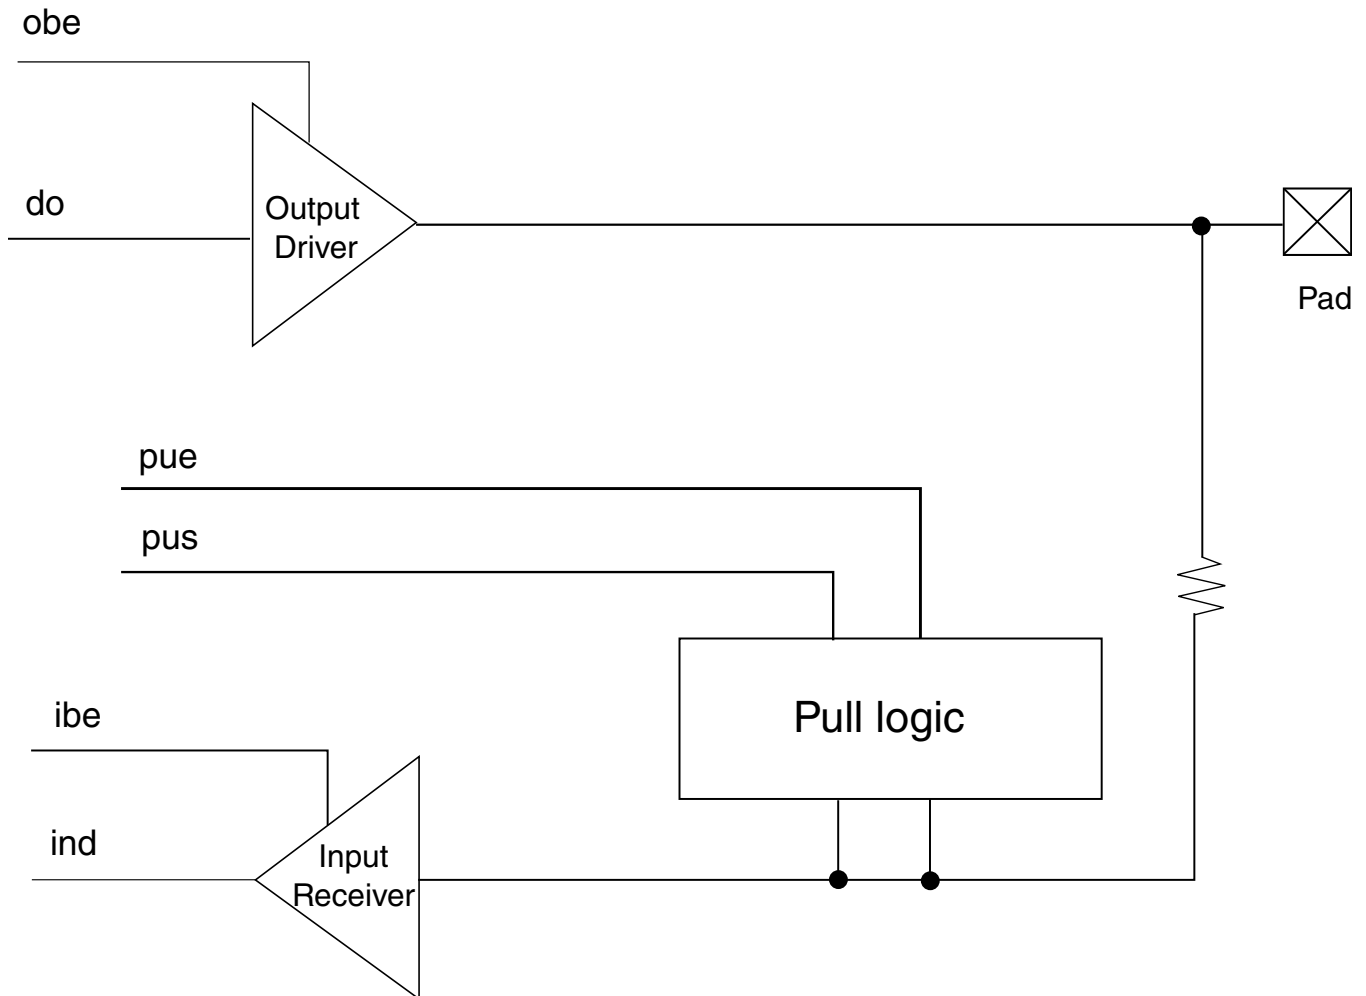 obe
do
Output
Driver
Pad
pue
pus
Pull logic
ibe
ind
Input
Receiver